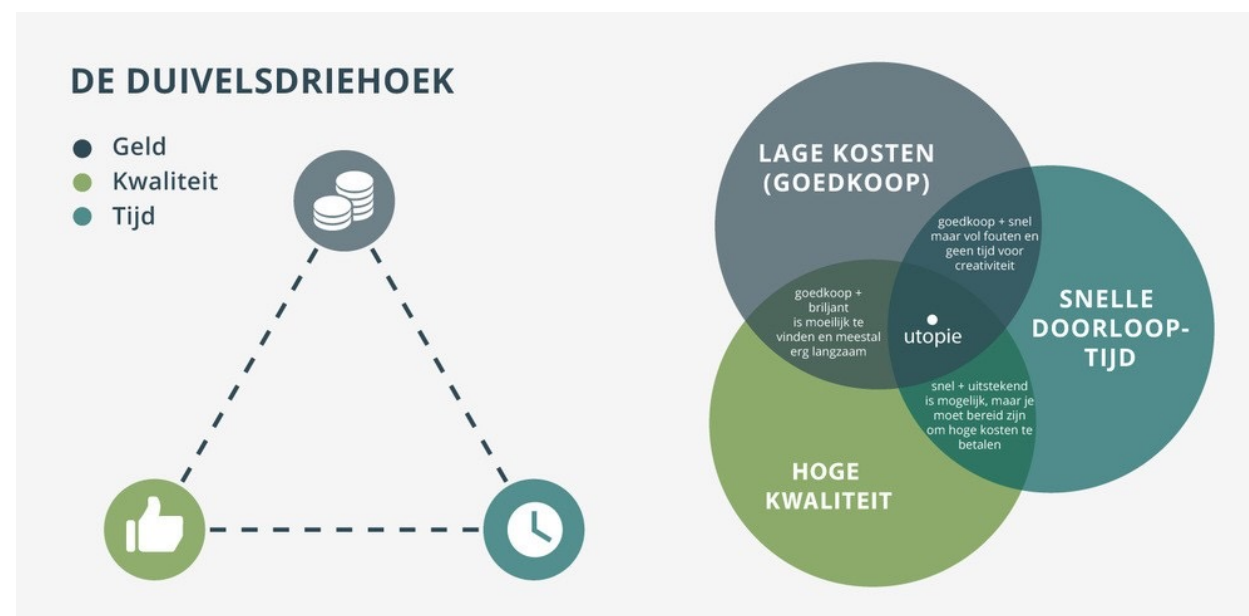 DE DUIVELSDRIEHOEK
Geld
Kwaliteit
Tijd
LAGE KOSTEN
(GOEDKOOP)
goedkoop + snel
maar vol fouten en
geen tijd voor
creativiteit
goedkoop +
briljant
is moeilijk te
vinden en meestal
erg langzaam
utopie
SNELLE
DOORLOOP-
TIJD
snel + uitstekend
is mogelijk, maar je
moet bereid zijn
om hoge kosten te
betalen
HOGE
KWALITEIT